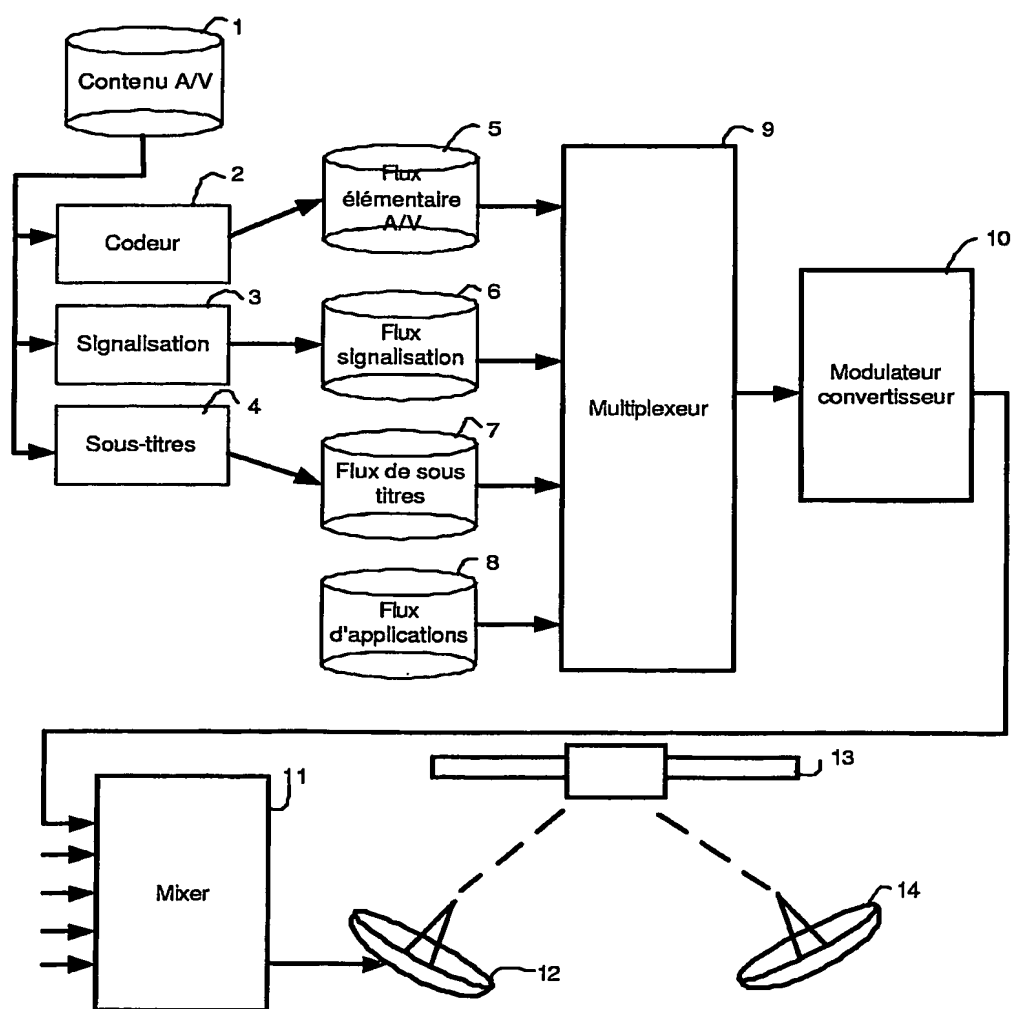 1
Contenu A/V
2
Codeur
3
Signalisation
4
Sous-titres
5
Flux
élémentaire
A/V
6
Flux
signalisation
7
Flux de sous
titres
8
Flux
d'applications
9
Multiplexeur
10
Modulateur
convertisseur
11
Mixer
12
13
14